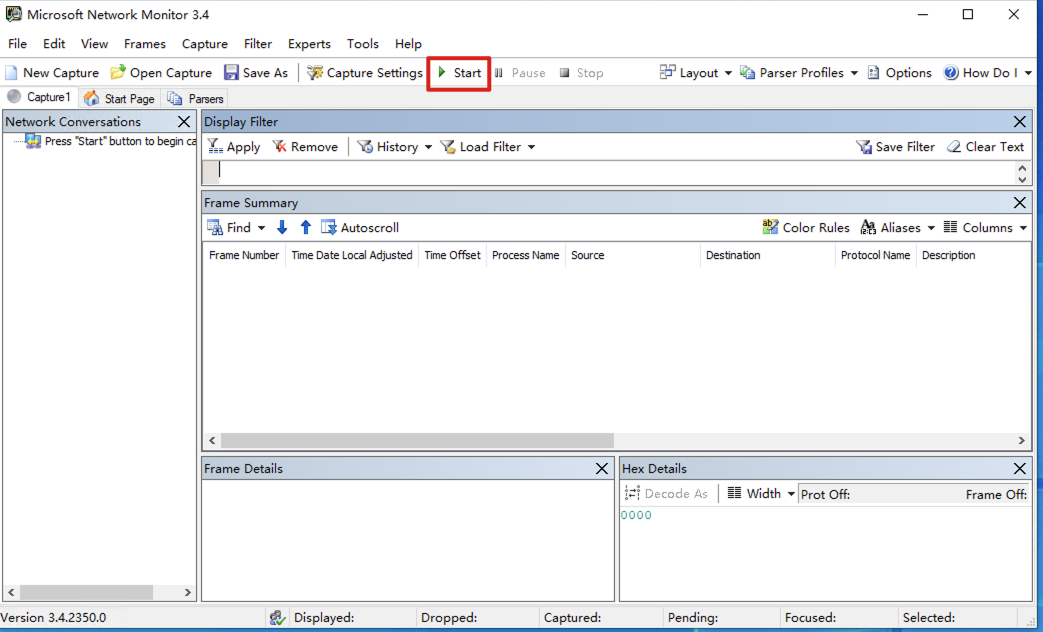 Microsoft Network Monitor 3.4
File Edit View Frames Capture Filter Experts Tools Help
New Capture Open Capture Save As Capture Settings Start Pause Stop Layout Parser Profiles Options How Do I
Capture1 Start Page Parsers
Network Conversations
Press "Start" button to begin ca
Display Filter
Apply Remove History Load Filter Save Filter Clear Text
Frame Summary
Find Autoscroll Color Rules Aliases Columns
Frame Number Time Date Local Adjusted Time Offset Process Name Source Destination Protocol Name Description
Frame Details
Hex Details
Decode As Width Prot Off: Frame Off:
0000
Version 3.4.2350.0 Displayed: Dropped: Captured: Pending: Focused: Selected: